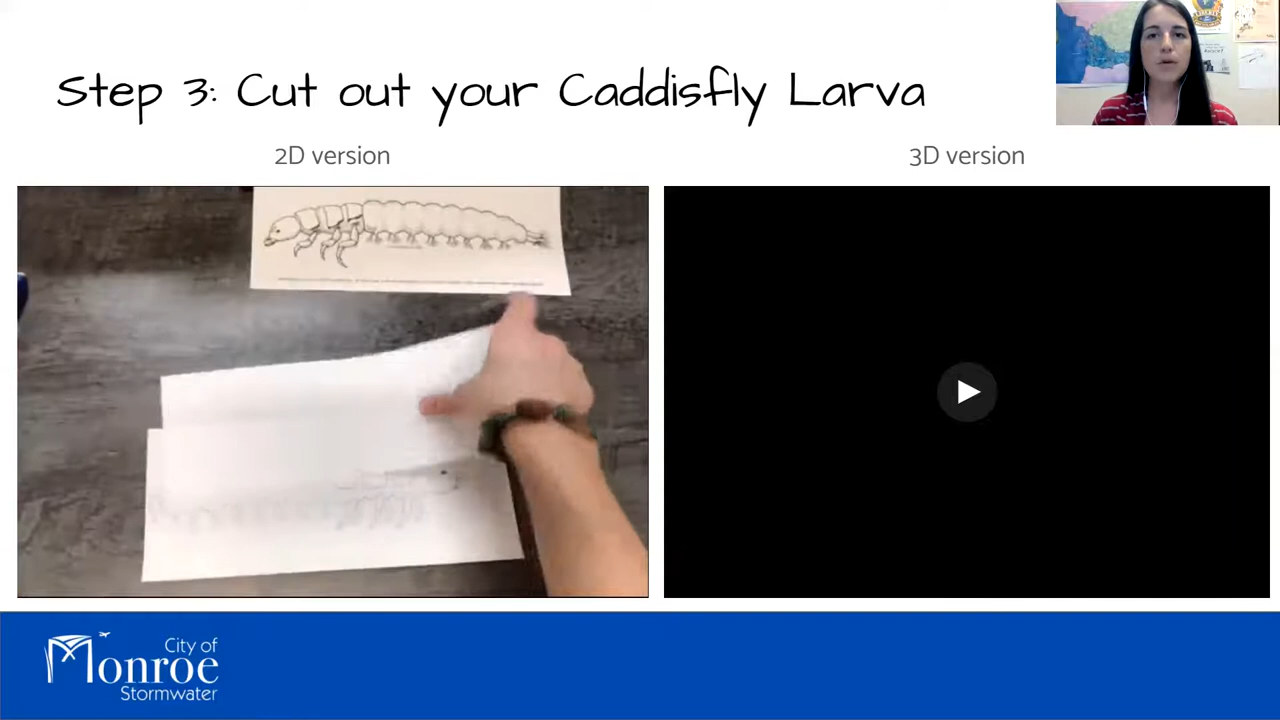 Step 3: Cut out your Caddisfly Larva
2D version
3D version
City of
Monroe
Stormwater